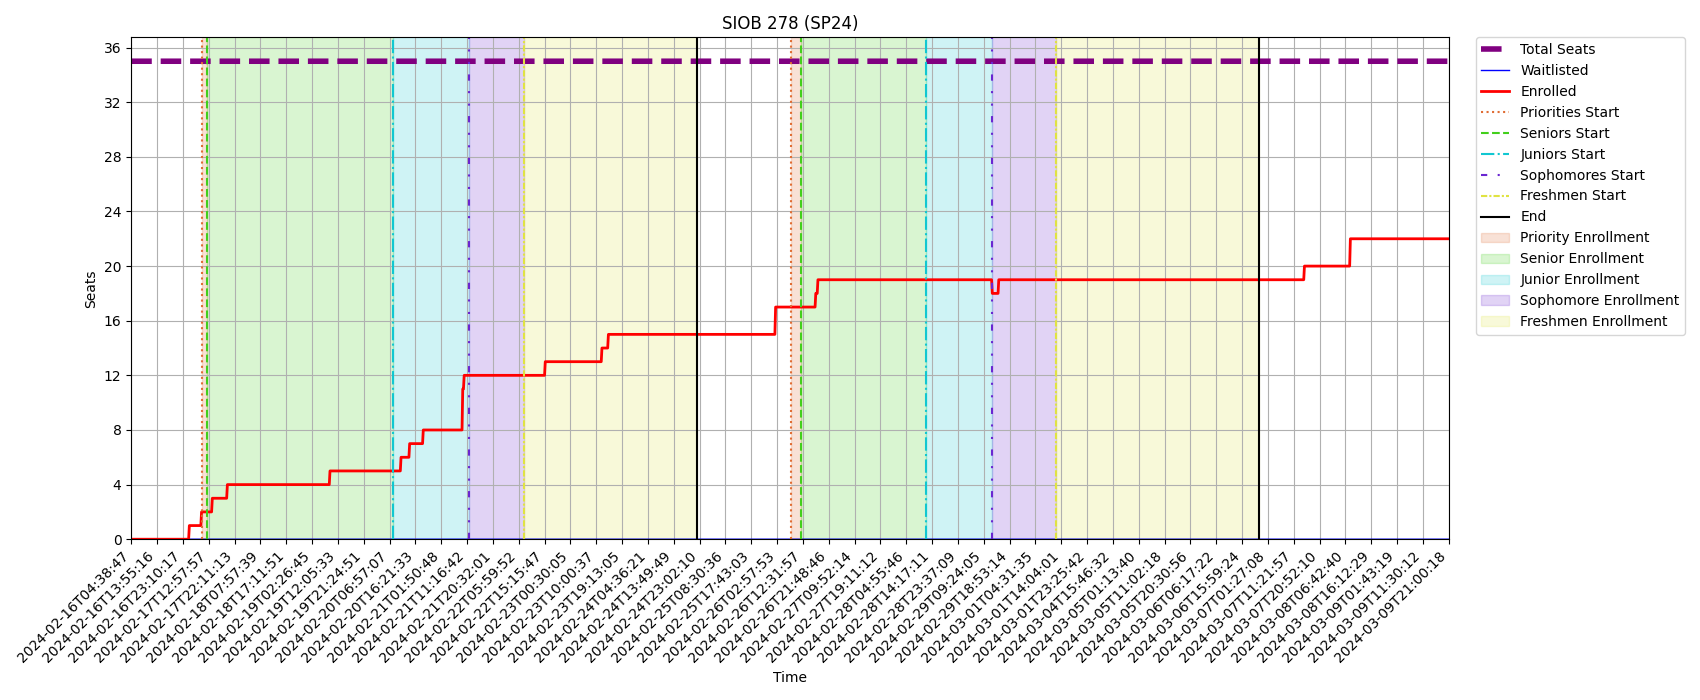 SIOB 278 (SP24)
36
32
28
24
20
16
12
8
4
0
Seats
2024-02-16T04:38:47
2024-02-16T13:55:16
2024-02-16T23:10:17
2024-02-17T12:57:57
2024-02-17T22:11:13
2024-02-18T07:57:39
2024-02-18T17:11:51
2024-02-19T02:26:45
2024-02-19T12:05:33
2024-02-19T21:24:51
2024-02-20T06:57:07
2024-02-20T16:21:33
2024-02-21T01:50:48
2024-02-21T11:16:42
2024-02-21T20:32:01
2024-02-22T05:59:52
2024-02-22T15:15:47
2024-02-23T00:30:05
2024-02-23T10:00:37
2024-02-23T19:13:05
2024-02-24T04:36:21
2024-02-24T13:49:49
2024-02-24T23:02:10
2024-02-25T08:30:36
2024-02-25T17:43:03
2024-02-26T02:57:53
2024-02-26T12:31:57
2024-02-26T21:48:46
2024-02-27T09:52:14
2024-02-27T19:11:12
2024-02-28T04:55:46
2024-02-28T14:17:11
2024-02-28T23:37:09
2024-02-29T09:24:05
2024-02-29T18:53:14
2024-03-01T04:31:35
2024-03-01T14:04:01
2024-03-01T23:25:42
2024-03-04T15:46:32
2024-03-05T01:13:40
2024-03-05T11:02:18
2024-03-05T20:30:56
2024-03-06T06:17:22
2024-03-06T15:59:24
2024-03-07T01:27:08
2024-03-07T11:21:57
2024-03-07T20:52:10
2024-03-08T06:42:40
2024-03-08T16:12:29
2024-03-09T01:43:19
2024-03-09T11:30:12
2024-03-09T21:00:18
Time
Total Seats
Waitlisted
Enrolled
Priorities Start
Seniors Start
Juniors Start
Sophomores Start
Freshmen Start
End
Priority Enrollment
Senior Enrollment
Junior Enrollment
Sophomore Enrollment
Freshmen Enrollment